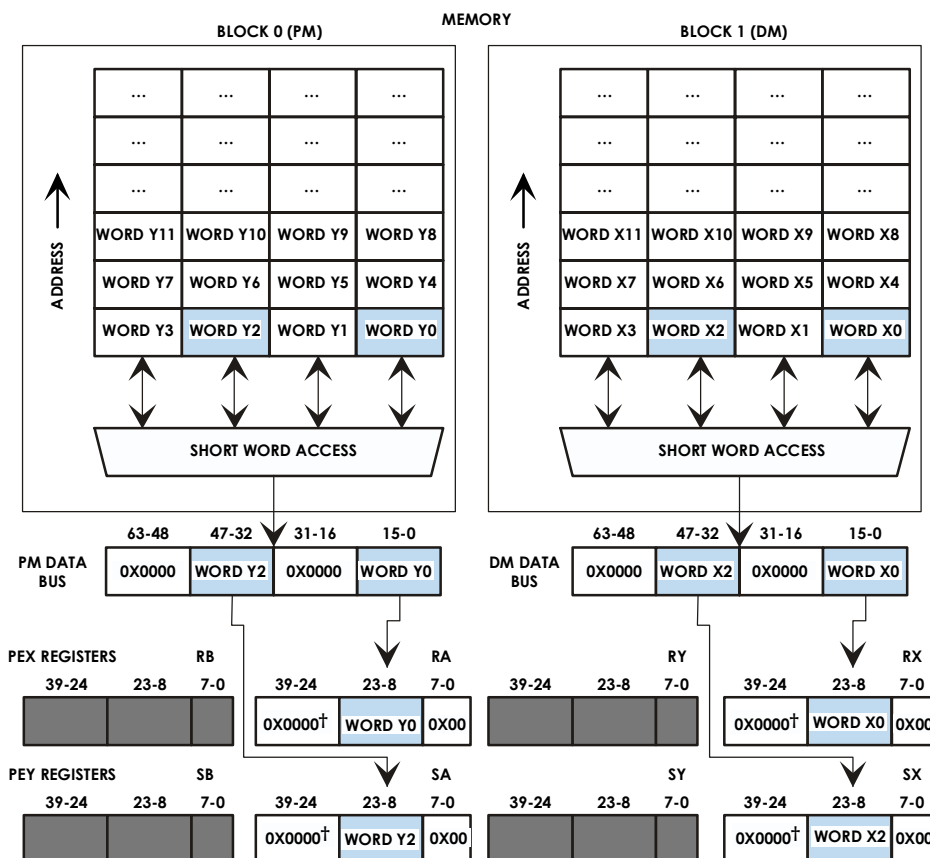 MEMORY
BLOCK 0 (PM) BLOCK 1 (DM)
... ... ... ... ... ... ... ...
... ... ... ... ... ... ... ...
... ... ... ... ... ... ... ...
WORD Y11 WORD Y10 WORD Y9 WORD Y8 WORD X11 WORD X10 WORD X9 WORD X8
ADDRESS ADDRESS
WORD Y7 WORD Y6 WORD Y5 WORD Y4 WORD X7 WORD X6 WORD X5 WORD X4
WORD Y3 WORD Y2 WORD Y1 WORD Y0 WORD X3 WORD X2 WORD X1 WORD X0
SHORT WORD ACCESS SHORT WORD ACCESS
63-48 47-32 31-16 15-0 63-48 47-32 31-16 15-0
PM DATA BUS 0X0000 WORD Y2 0X0000 WORD Y0 DM DATA BUS 0X0000 WORD X2 0X0000 WORD X0
PEX REGISTERS RB RA RY RX
39-24 23-8 7-0 39-24 23-8 7-0 39-24 23-8 7-0 39-24 23-8 7-0
0X0000† WORD Y0 0X00 0X0000† WORD X0 0X00
PEY REGISTERS SB SA SY SX
39-24 23-8 7-0 39-24 23-8 7-0 39-24 23-8 7-0 39-24 23-8 7-0
0X0000† WORD Y2 0X00 0X0000† WORD X2 0X00